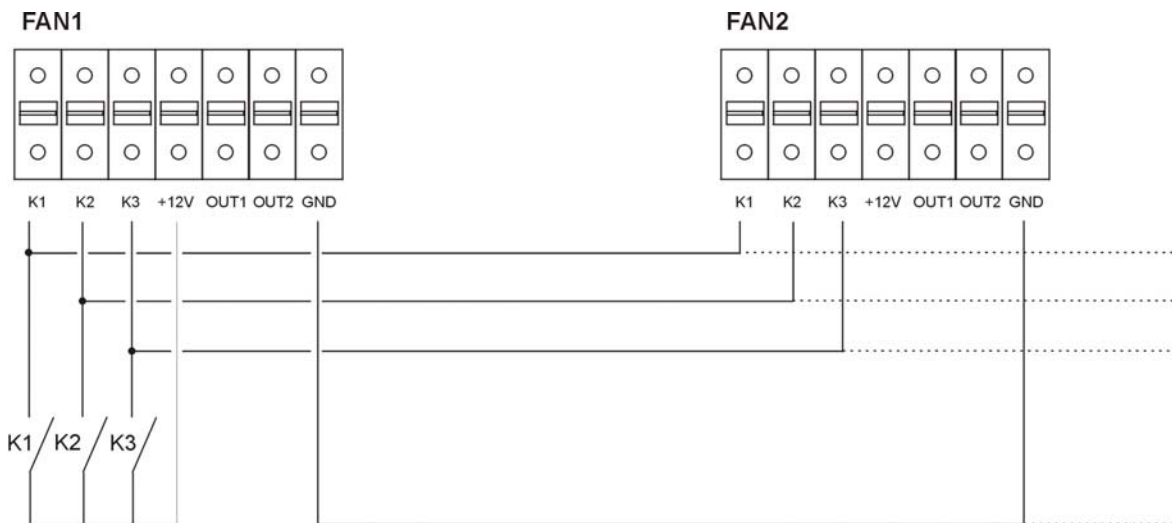 FAN1 FAN2
K1 K2 K3 +12V OUT1 OUT2 GND K1 K2 K3 +12V OUT1 OUT2 GND
K1 K2 K3